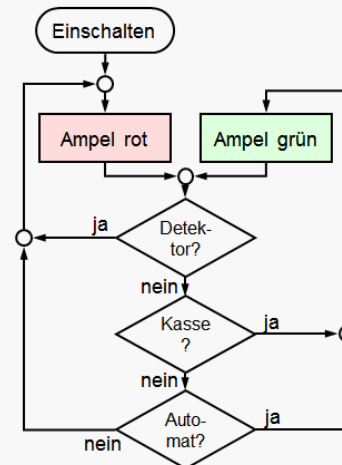 Einschalten
Ampel rot
Ampel grün
ja
Detek-
tor?
nein
Kasse
?
ja
nein
Auto-
mat?
ja
nein